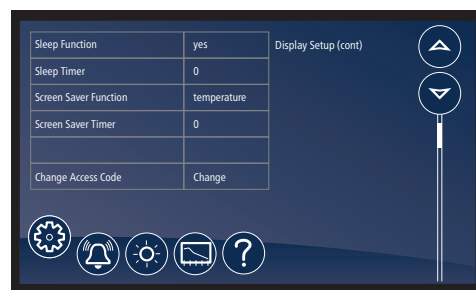 Sleep Function yes Display Setup (cont)
Sleep Timer 0
Screen Saver Function temperature
Screen Saver Timer 0
Change Access Code Change
?